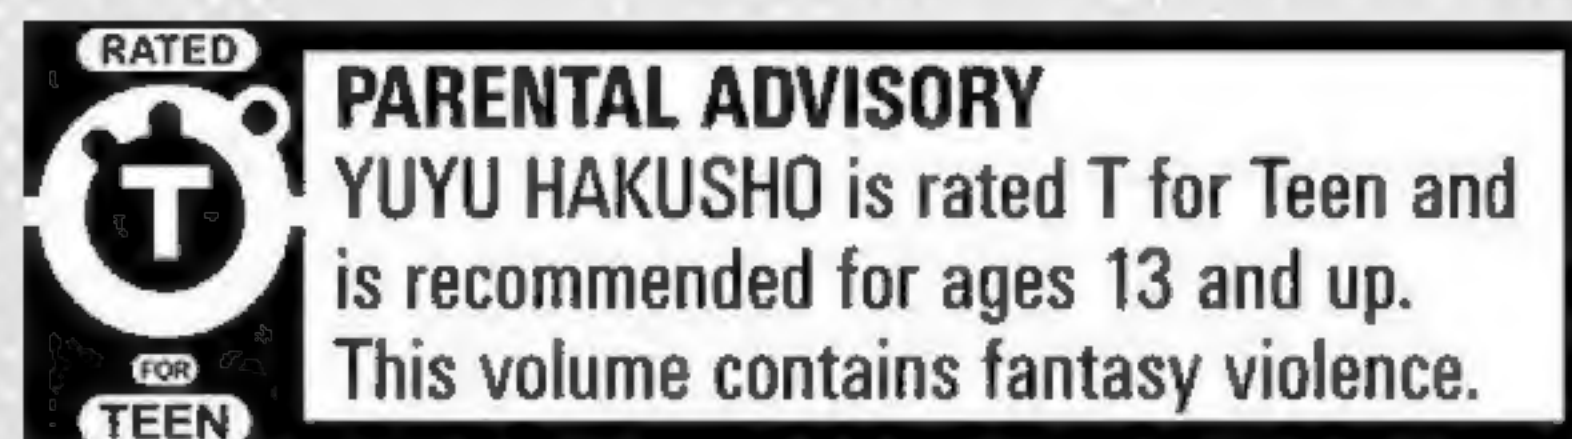 RATED
T
FOR
TEEN
PARENTAL ADVISORY
YUYU HAKUSHO is rated T for Teen and
is recommended for ages 13 and up.
This volume contains fantasy violence.